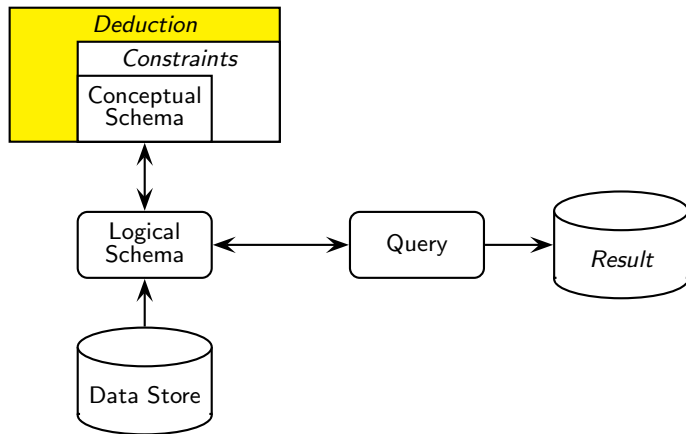 Deduction
Constraints
Conceptual
Schema
Logical
Schema
Query
Result
Data Store